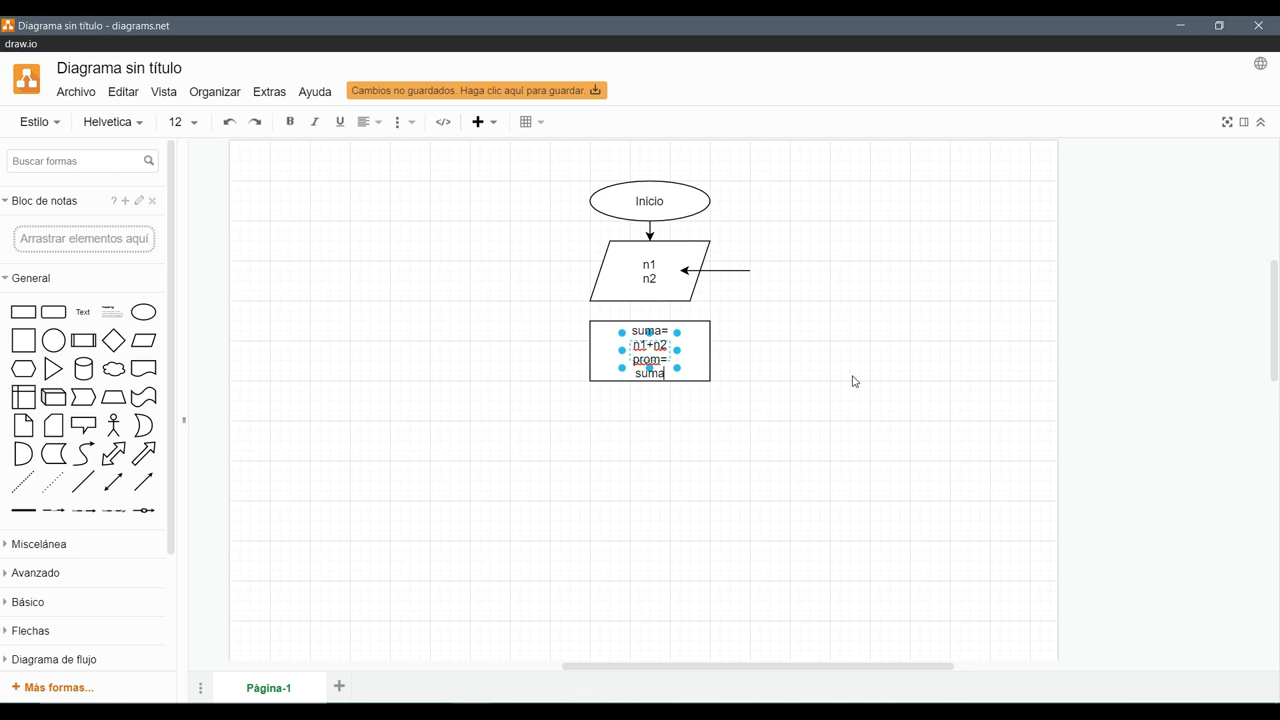 Diagrama sin título - diagrams.net
draw.io
Diagrama sin título
Archivo Editar Vista Organizar Extras Ayuda
Cambios no guardados. Haga clic aquí para guardar.
Estilo Helvetica 12 B I U </>
Buscar formas
Bloc de notas ?
Arrastrar elementos aquí
General
Text
Heading
Misceláneа
Avanzado
Básico
Flechas
Diagrama de flujo
+ Más formas...
Inicio
n1
n2
suma=
n1+n2
prom=
suma
Página-1